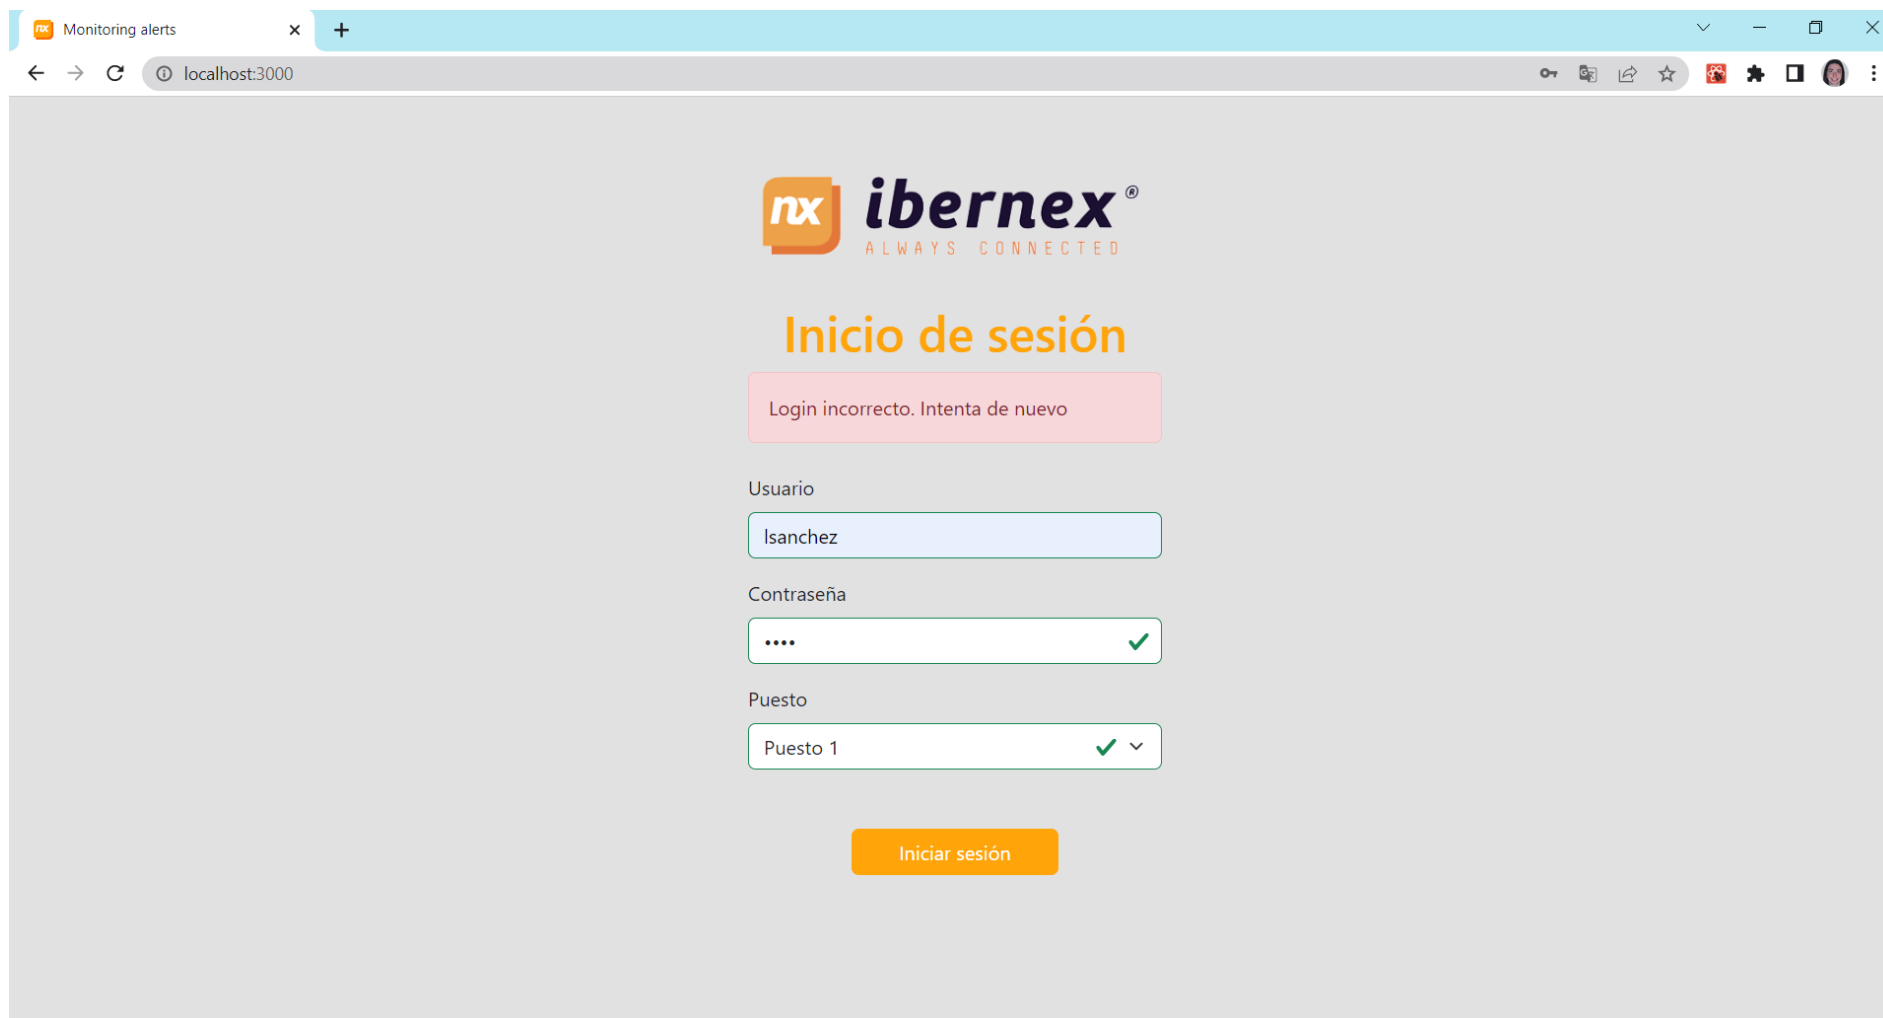 nx Monitoring alerts
localhost:3000
nx ibernex®
ALWAYS CONNECTED
Inicio de sesión
Login incorrecto. Intenta de nuevo
Usuario
lsanchez
Contraseña
••••
Puesto
Puesto 1
Iniciar sesión